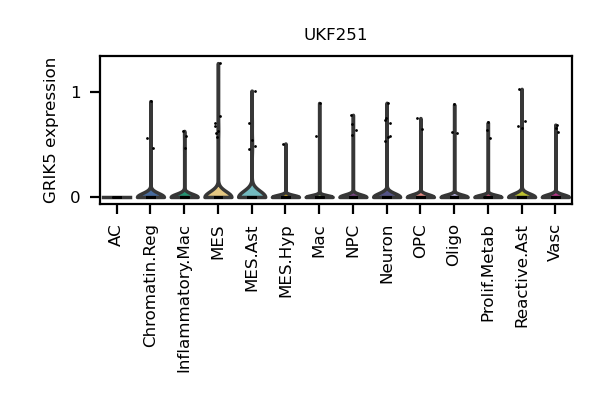 UKF251
GRIK5 expression
1
0
AC
Chromatin.Reg
Inflammatory.Mac
MES
MES.Ast
MES.Hyp
Mac
NPC
Neuron
OPC
Oligo
Prolif.Metab
Reactive.Ast
Vasc